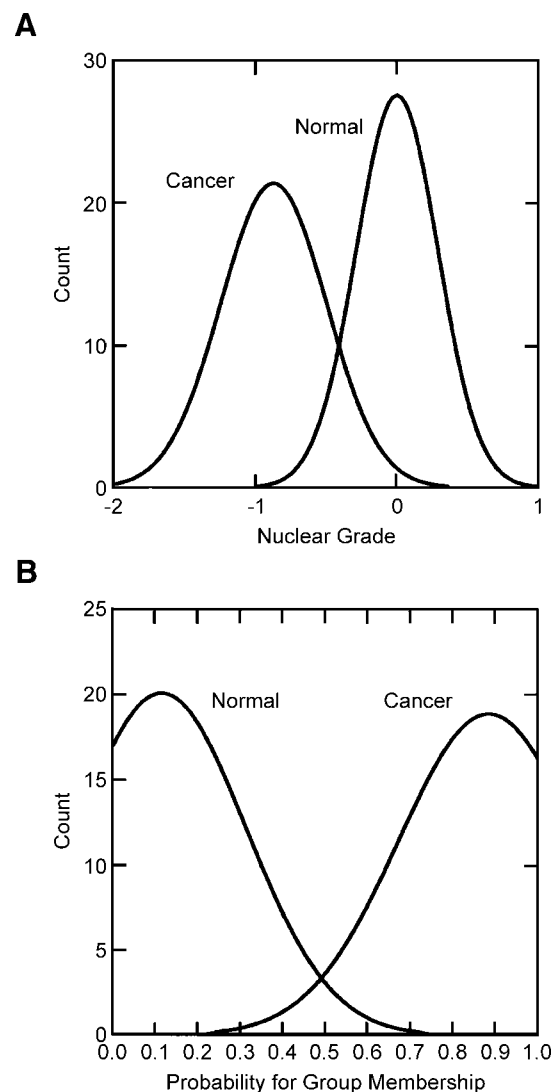 A
30
Normal
Cancer
20
Count
10
0
-2 -1 0 1
Nuclear Grade
B
25
20
Normal Cancer
15
Count
10
5
0
0.0 0.1 0.2 0.3 0.4 0.5 0.6 0.7 0.8 0.9 1.0
Probability for Group Membership